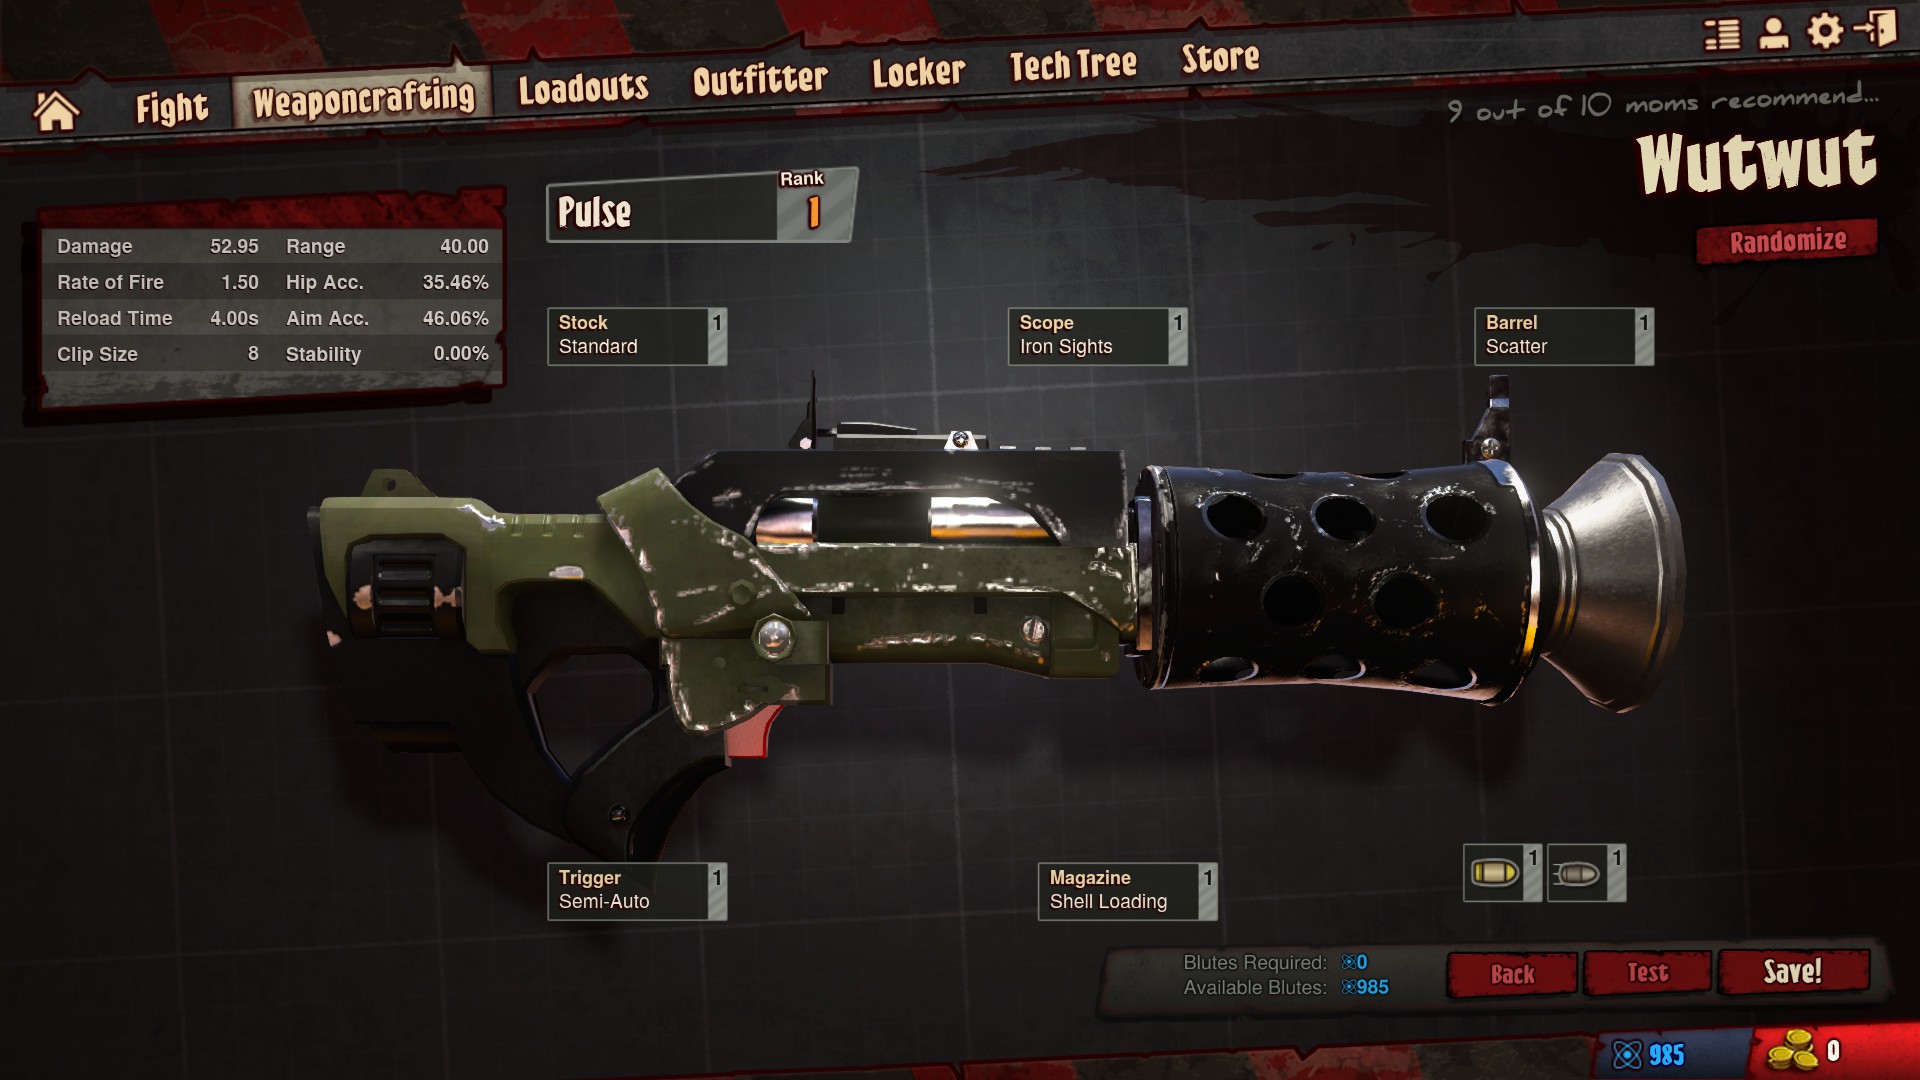 Fight Weaponcrafting Loadouts Outfitter Locker Tech Tree Store
9 out of 10 moms recommend...
Wutwut
Randomize
Pulse
Rank
1
Damage 52.95 Range 40.00
Rate of Fire 1.50 Hip Acc. 35.46%
Reload Time 4.00s Aim Acc. 46.06%
Clip Size 8 Stability 0.00%
Stock 1
Standard
Scope 1
Iron Sights
Barrel 1
Scatter
Trigger 1
Semi-Auto
Magazine 1
Shell Loading
1 1
Blutes Required: 0
Available Blutes: 985
Back Test Save!
985 0